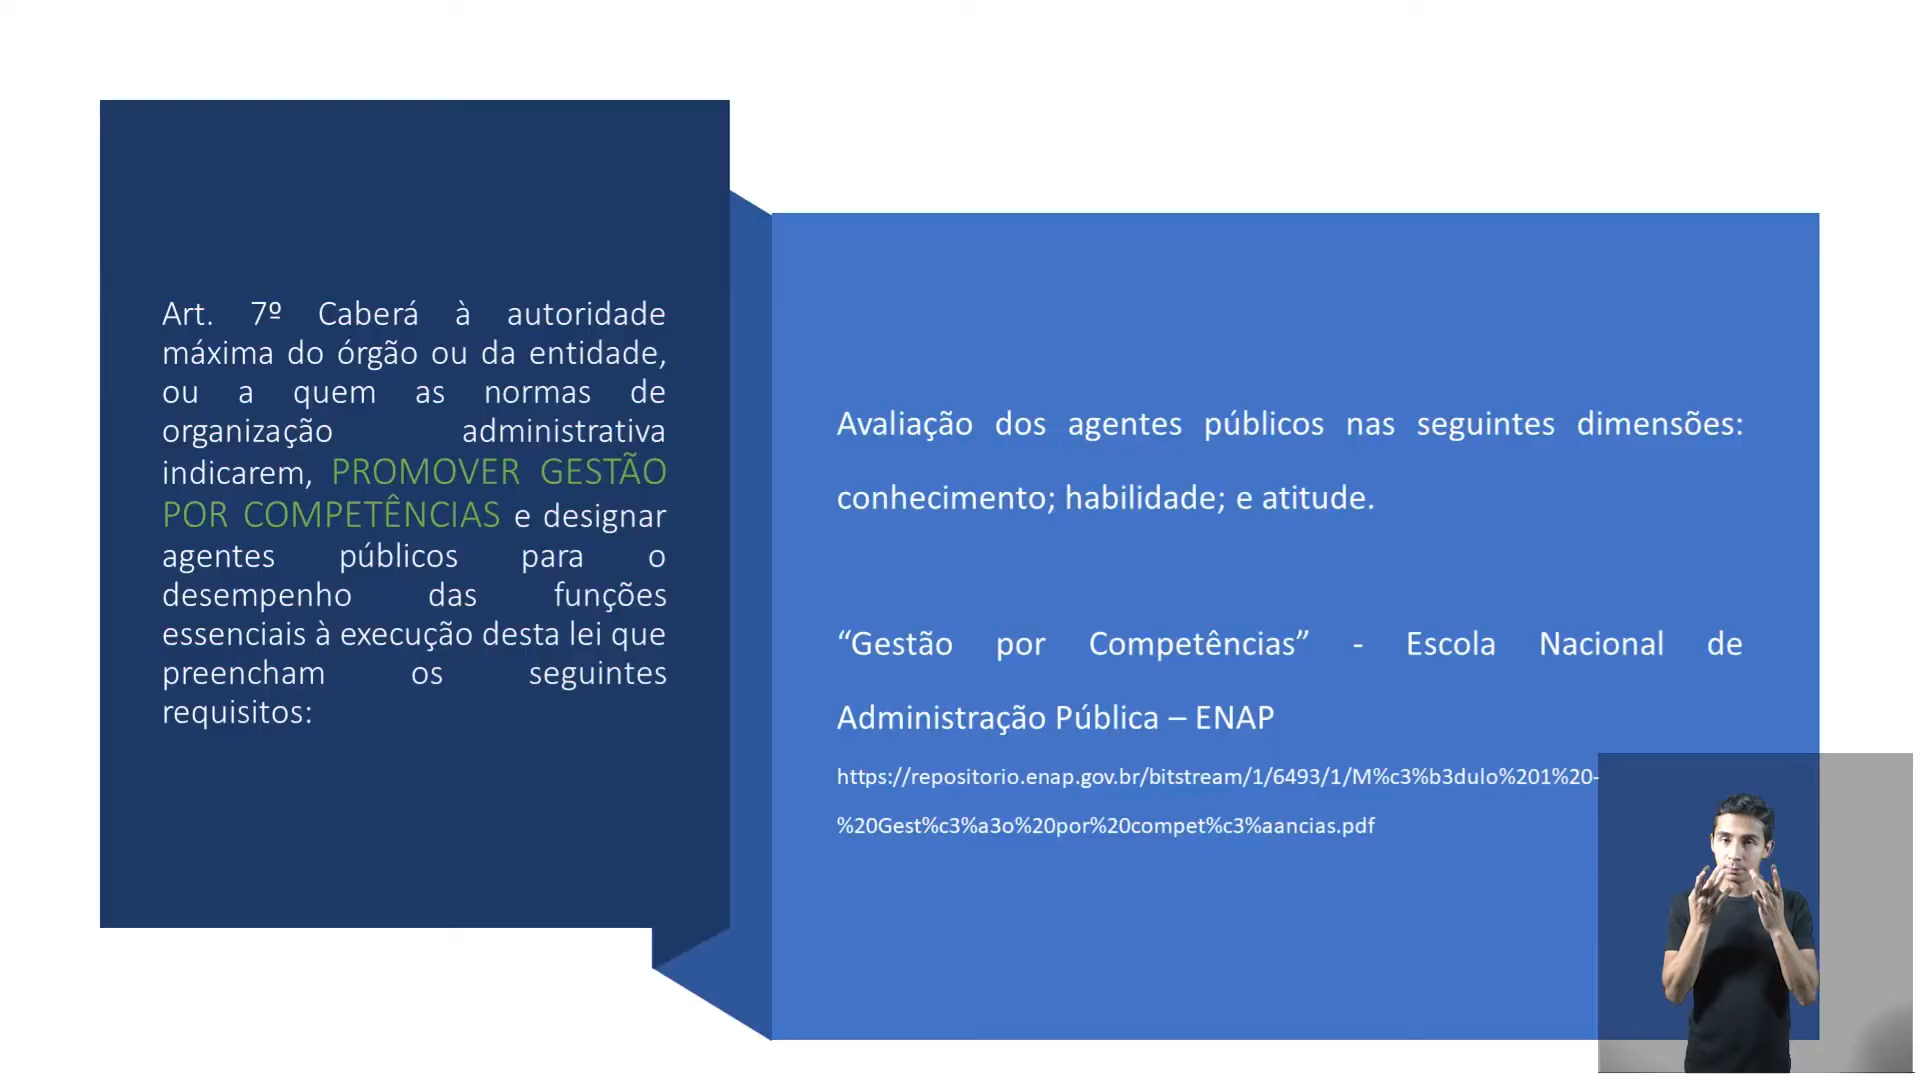 Art. 7º Caberá à autoridade
máxima do órgão ou da entidade,
ou a quem as normas de
organização administrativa
indicarem, PROMOVER GESTÃO
POR COMPETÊNCIAS e designar
agentes públicos para o
desempenho das funções
essenciais à execução desta lei que
preencham os seguintes
requisitos:
Avaliação dos agentes públicos nas seguintes dimensões:
conhecimento; habilidade; e atitude.
“Gestão por Competências” - Escola Nacional de
Administração Pública – ENAP
https://repositorio.enap.gov.br/bitstream/1/6493/1/M%c3%b3dulo%201%20-
%20Gest%c3%a3o%20por%20compet%c3%aancias.pdf